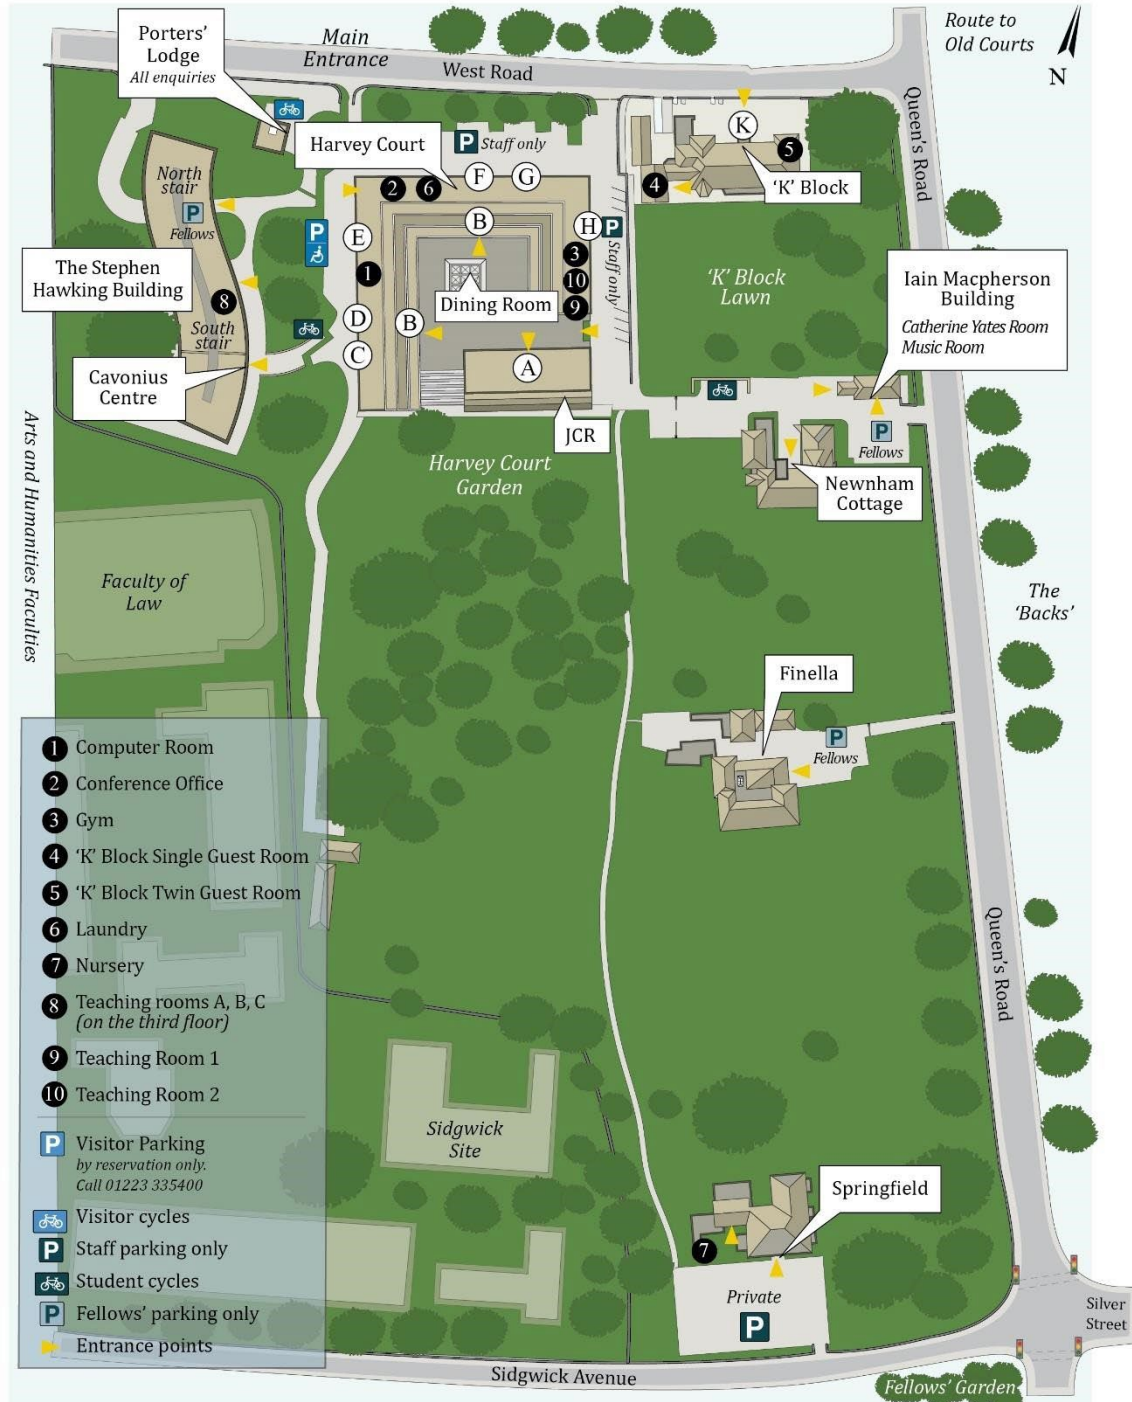 Porters'
Lodge
All enquiries
Main
Entrance
West Road
Route to
Old Courts
N
Queen's Road
Harvey Court
P Staff only
K
5
4
'K' Block
North
stair
P
Fellows
2
6
F
G
B
E
P
H
P
Staff only
3
10
9
1
Dining Room
The Stephen
Hawking Building
8
South
stair
D
B
C
A
'K' Block
Lawn
Iain Macpherson
Building
Catherine Yates Room
Music Room
Cavonius
Centre
JCR
P
Fellows
Newnham
Cottage
Harvey Court
Garden
Arts and Humanities Faculties
Faculty of
Law
The
'Backs'
Finella
P
Fellows
1 Computer Room
2 Conference Office
3 Gym
4 'K' Block Single Guest Room
5 'K' Block Twin Guest Room
6 Laundry
7 Nursery
8 Teaching rooms A, B, C
(on the third floor)
9 Teaching Room 1
10 Teaching Room 2
P Visitor Parking
by reservation only.
Call 01223 335400
Visitor cycles
P Staff parking only
Student cycles
P Fellows' parking only
Entrance points
Queen's Road
Sidgwick
Site
Springfield
7
Private
P
Silver
Street
Sidgwick Avenue
Fellows' Garden